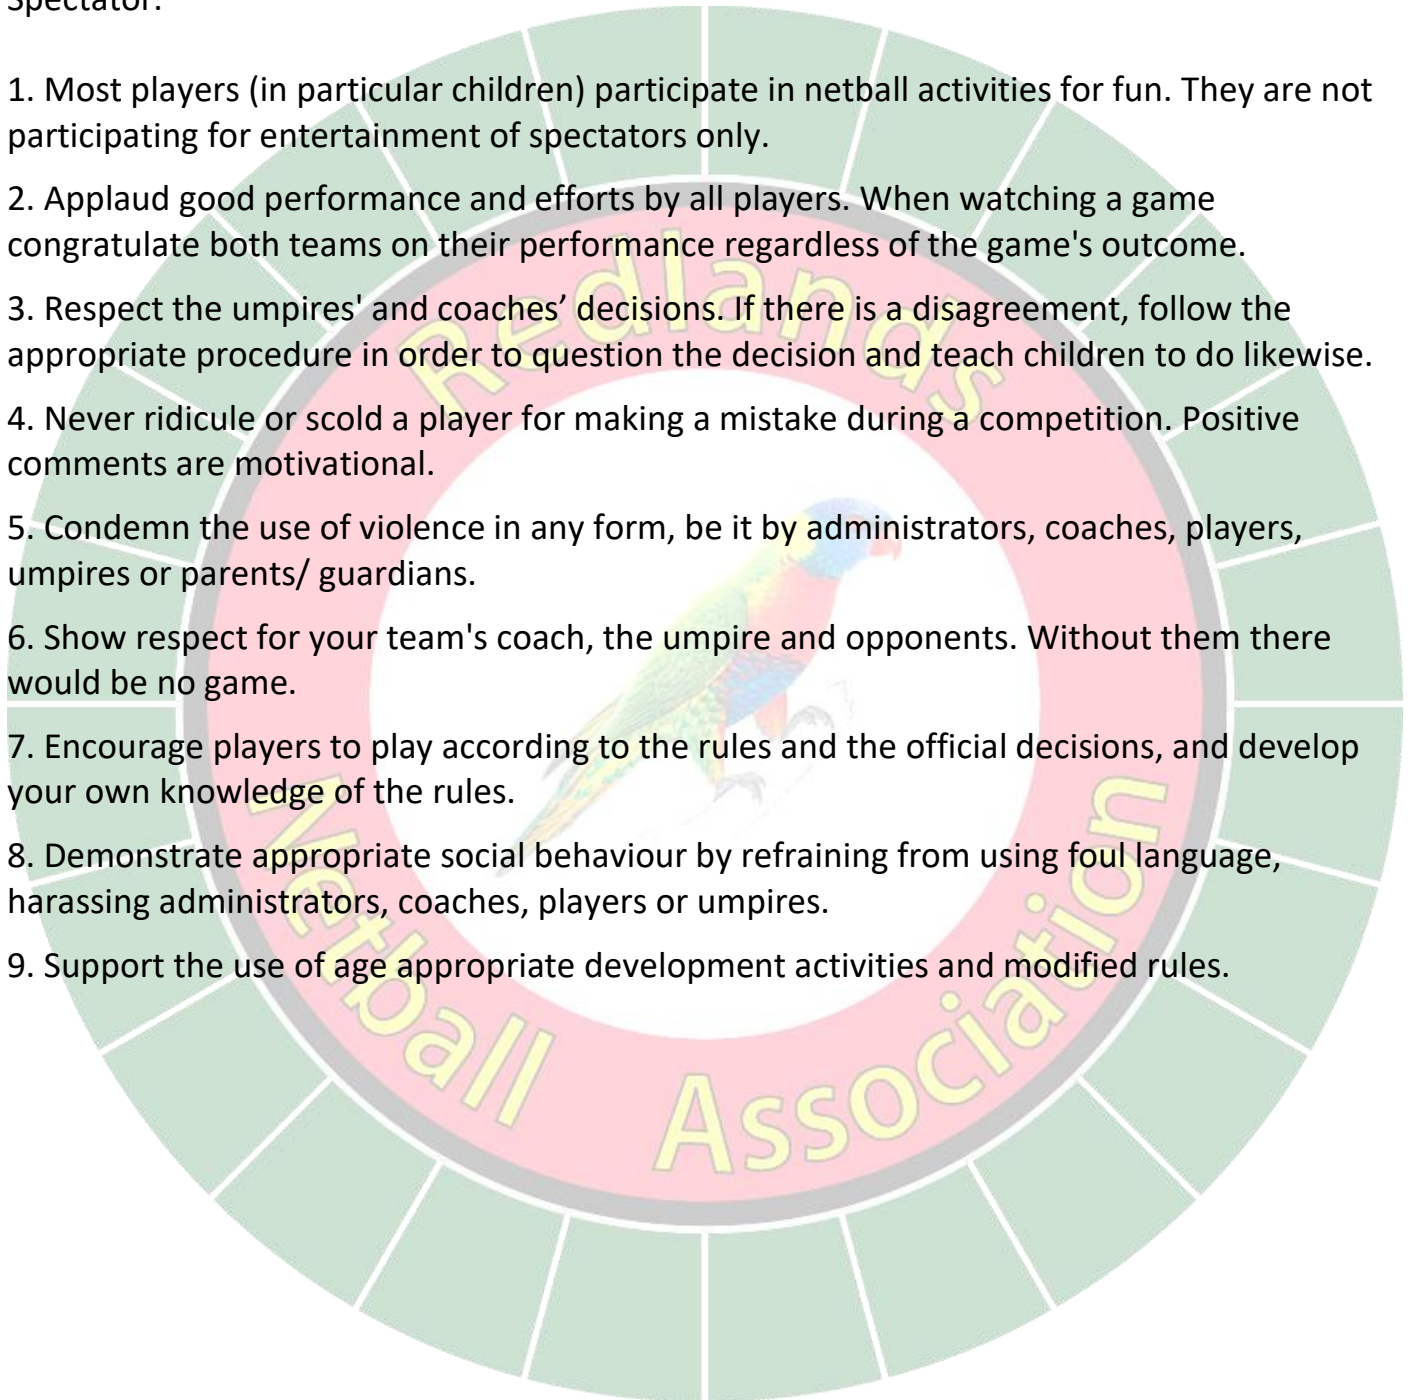 Spectator:
1. Most players (in particular children) participate in netball activities for fun. They are not
participating for entertainment of spectators only.
2. Applaud good performance and efforts by all players. When watching a game
congratulate both teams on their performance regardless of the game's outcome.
3. Respect the umpires' and coaches’ decisions. If there is a disagreement, follow the
appropriate procedure in order to question the decision and teach children to do likewise.
4. Never ridicule or scold a player for making a mistake during a competition. Positive
comments are motivational.
5. Condemn the use of violence in any form, be it by administrators, coaches, players,
umpires or parents/ guardians.
6. Show respect for your team's coach, the umpire and opponents. Without them there
would be no game.
7. Encourage players to play according to the rules and the official decisions, and develop
your own knowledge of the rules.
8. Demonstrate appropriate social behaviour by refraining from using foul language,
harassing administrators, coaches, players or umpires.
9. Support the use of age appropriate development activities and modified rules.
Redlands
Netball Association